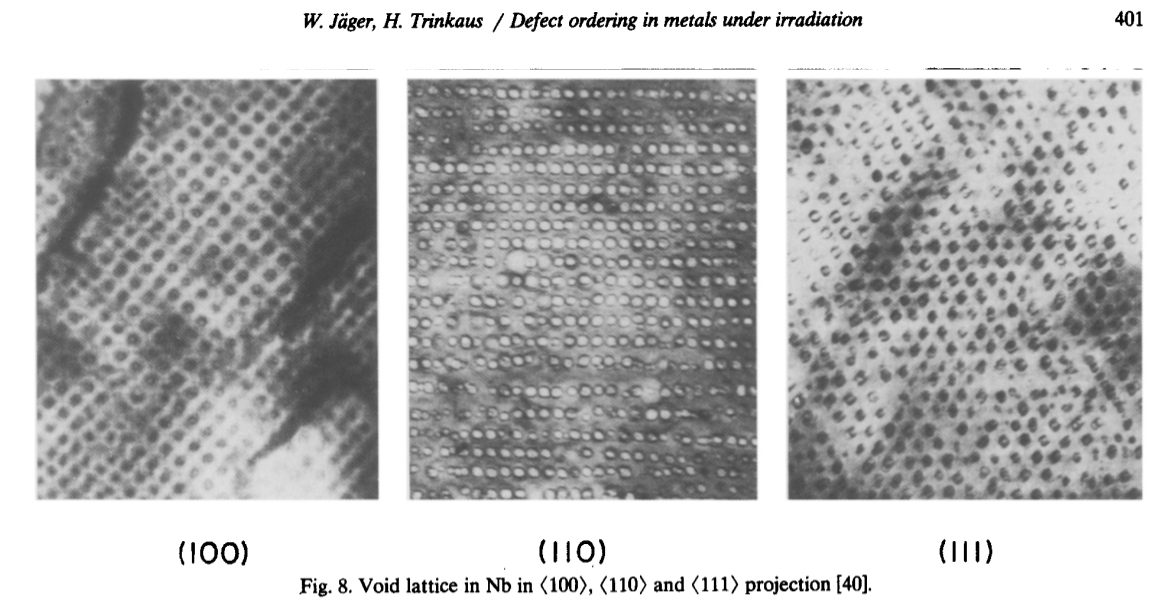 W. Jäger, H. Trinkaus / Defect ordering in metals under irradiation 401
(100) (110) (111)
Fig. 8. Void lattice in Nb in ⟨100⟩, ⟨110⟩ and ⟨111⟩ projection [40].